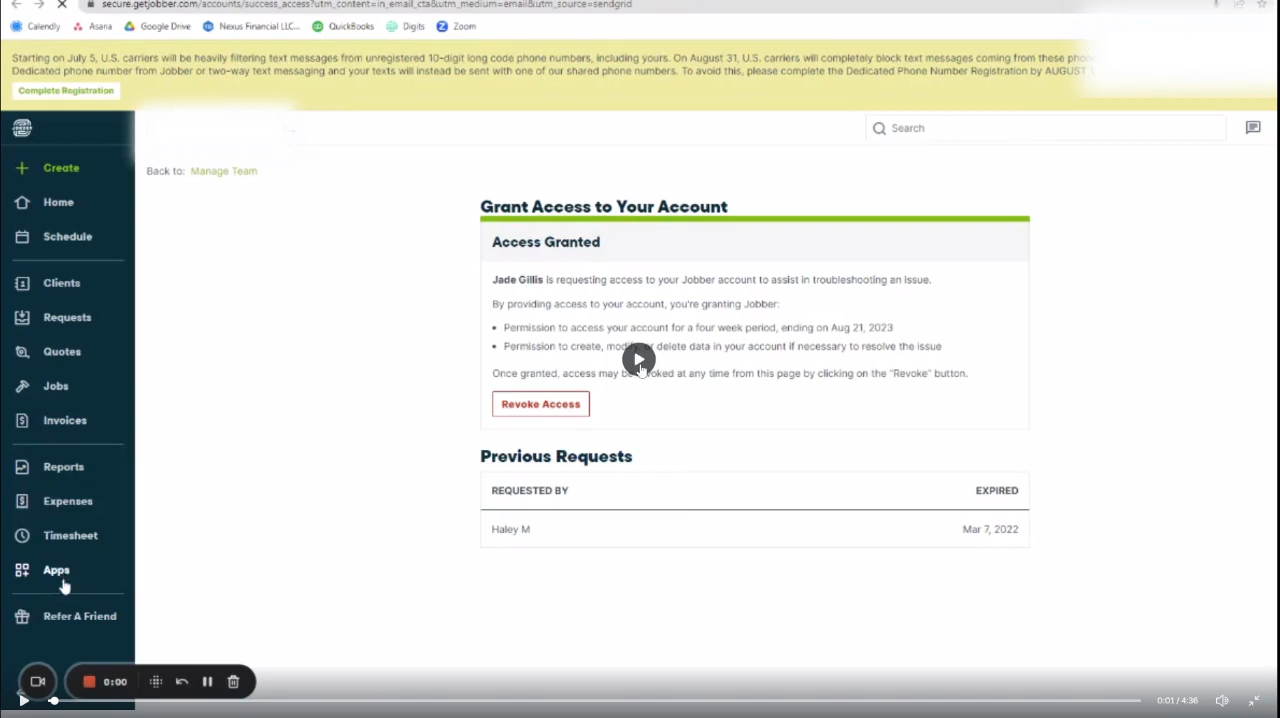 secure.getjobber.com/accounts/success_access?utm_content=in_email_cta&utm_medium=email&utm_source=sendgrid
Calendly Asana Google Drive Nexus Financial LLC... QuickBooks Digits Zoom
Starting on July 5, U.S. carriers will be heavily filtering text messages from unregistered 10-digit long code phone numbers, including yours. On August 31, U.S. carriers will completely block text messages coming from these
Dedicated phone number from Jobber or two-way text messaging and your texts will instead be sent with one of our shared phone numbers. To avoid this, please complete the Dedicated Phone Number Registration by AUGUST
Complete Registration
JOBBER
Search
Create
Home
Schedule
Clients
Requests
Quotes
Jobs
Invoices
Reports
Expenses
Timesheet
Apps
Refer A Friend
Back to: Manage Team
Grant Access to Your Account
Access Granted
Jade Gillis is requesting access to your Jobber account to assist in troubleshooting an issue.
By providing access to your account, you're granting Jobber:
• Permission to access your account for a four week period, ending on Aug 21, 2023
• Permission to create, modify, or delete data in your account if necessary to resolve the issue
Once granted, access may be revoked at any time from this page by clicking on the "Revoke" button.
Revoke Access
Previous Requests
REQUESTED BY EXPIRED
Haley M Mar 7, 2022
0:00
0:01 / 4:36